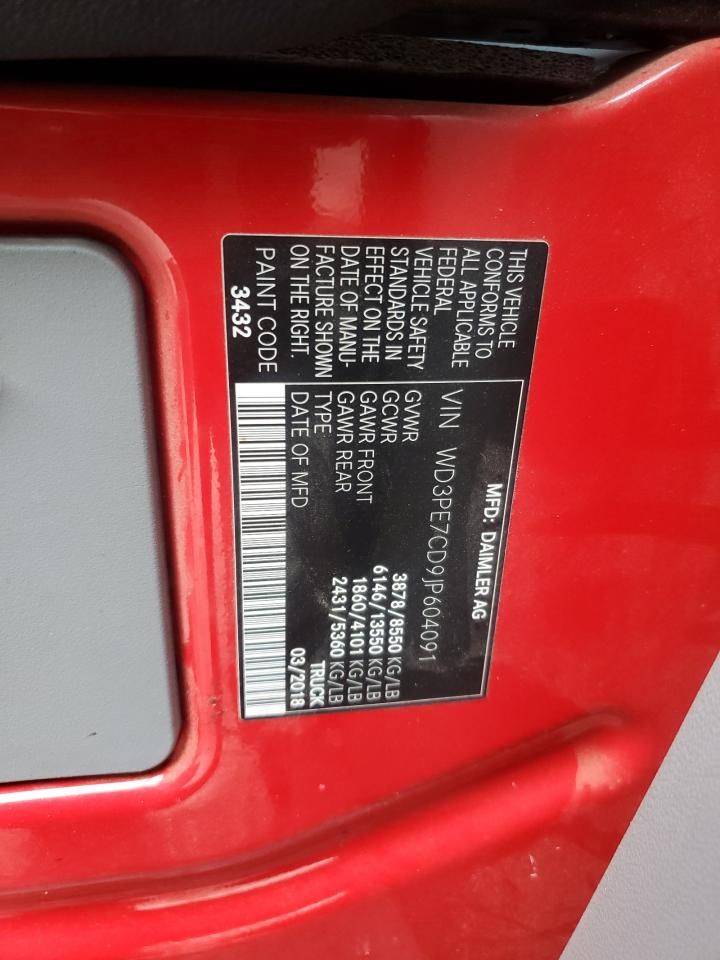 MFD: DAIMLER AG
VIN WD3PE7CD9JP604091
THIS VEHICLE
CONFORMS TO
ALL APPLICABLE
FEDERAL
VEHICLE SAFETY
STANDARDS IN
EFFECT ON THE
DATE OF MANU-
FACTURE SHOWN
ON THE RIGHT.
GVWR 3878/8550 KG/LB
GCWR 6146/13550 KG/LB
GAWR FRONT 1860/4101 KG/LB
GAWR REAR 2431/5360 KG/LB
TYPE TRUCK
DATE OF MFD 03/2018
PAINT CODE
3432